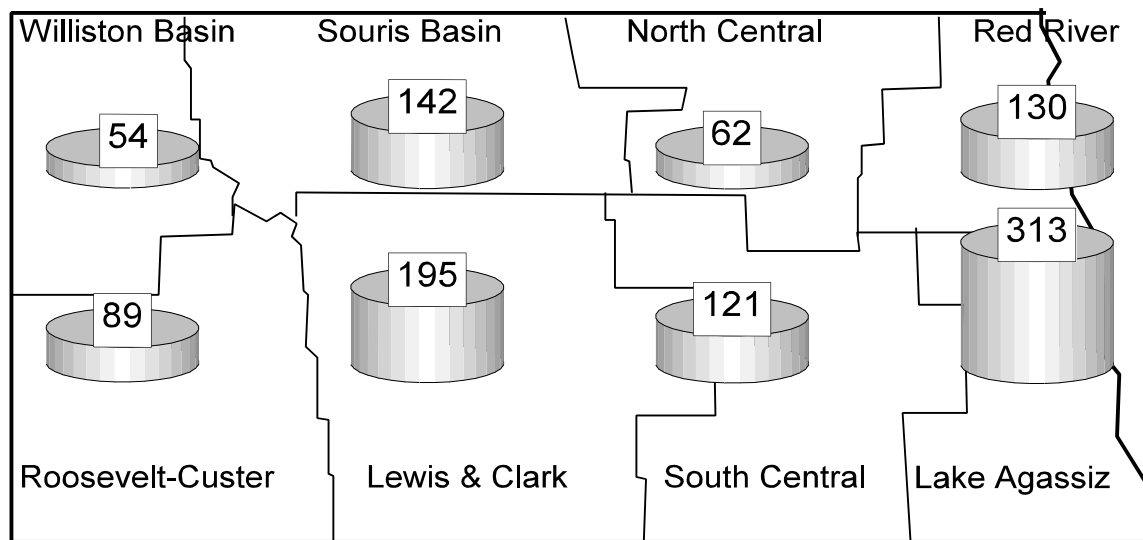 Williston Basin Souris Basin North Central Red River
54 142 62 130
89 195 121 313
Roosevelt-Custer Lewis & Clark South Central Lake Agassiz